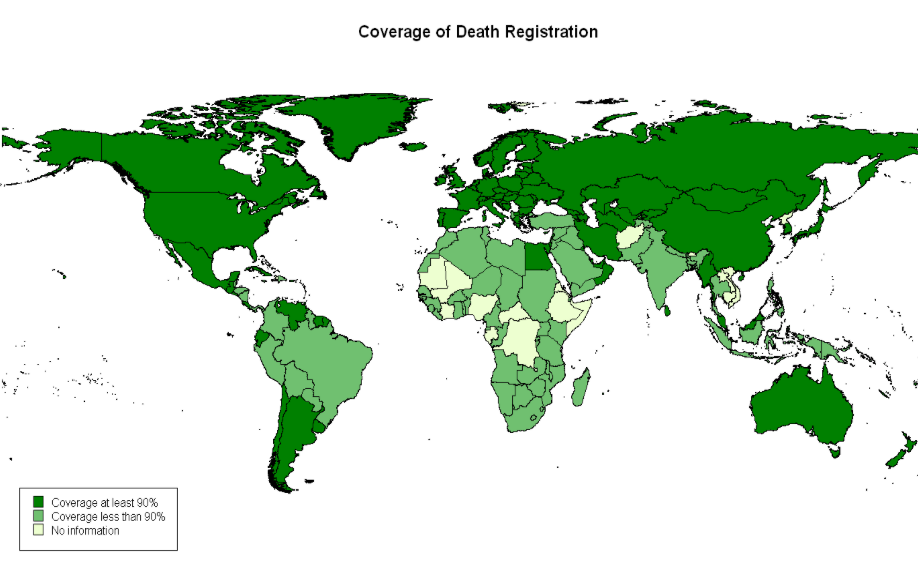 Coverage of Death Registration
Coverage at least 90%
Coverage less than 90%
No information